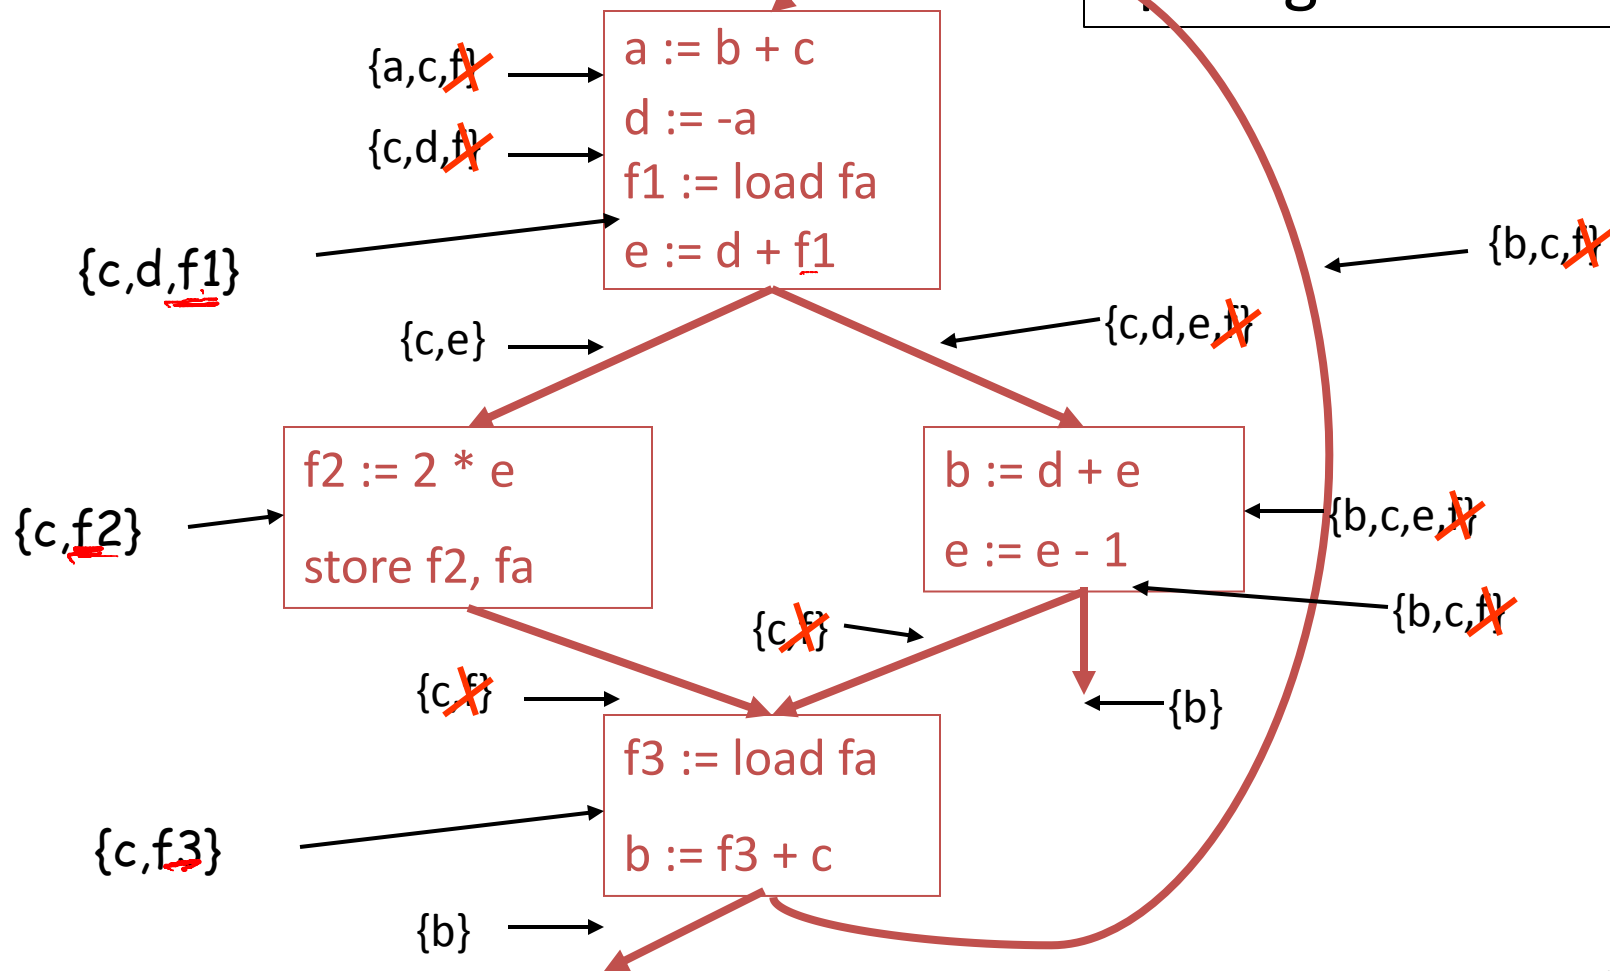 a := b + c
{a,c,f}
d := -a
{c,d,f}
f1 := load fa
{b,c,f}
e := d + f1
{c,d,f1}
{c,d,e,f}
{c,e}
f2 := 2 * e
b := d + e
{b,c,e,f}
{c,f2}
e := e - 1
store f2, fa
{b,c,f}
{c,f}
{c,f}
{b}
f3 := load fa
{c,f3}
b := f3 + c
{b}